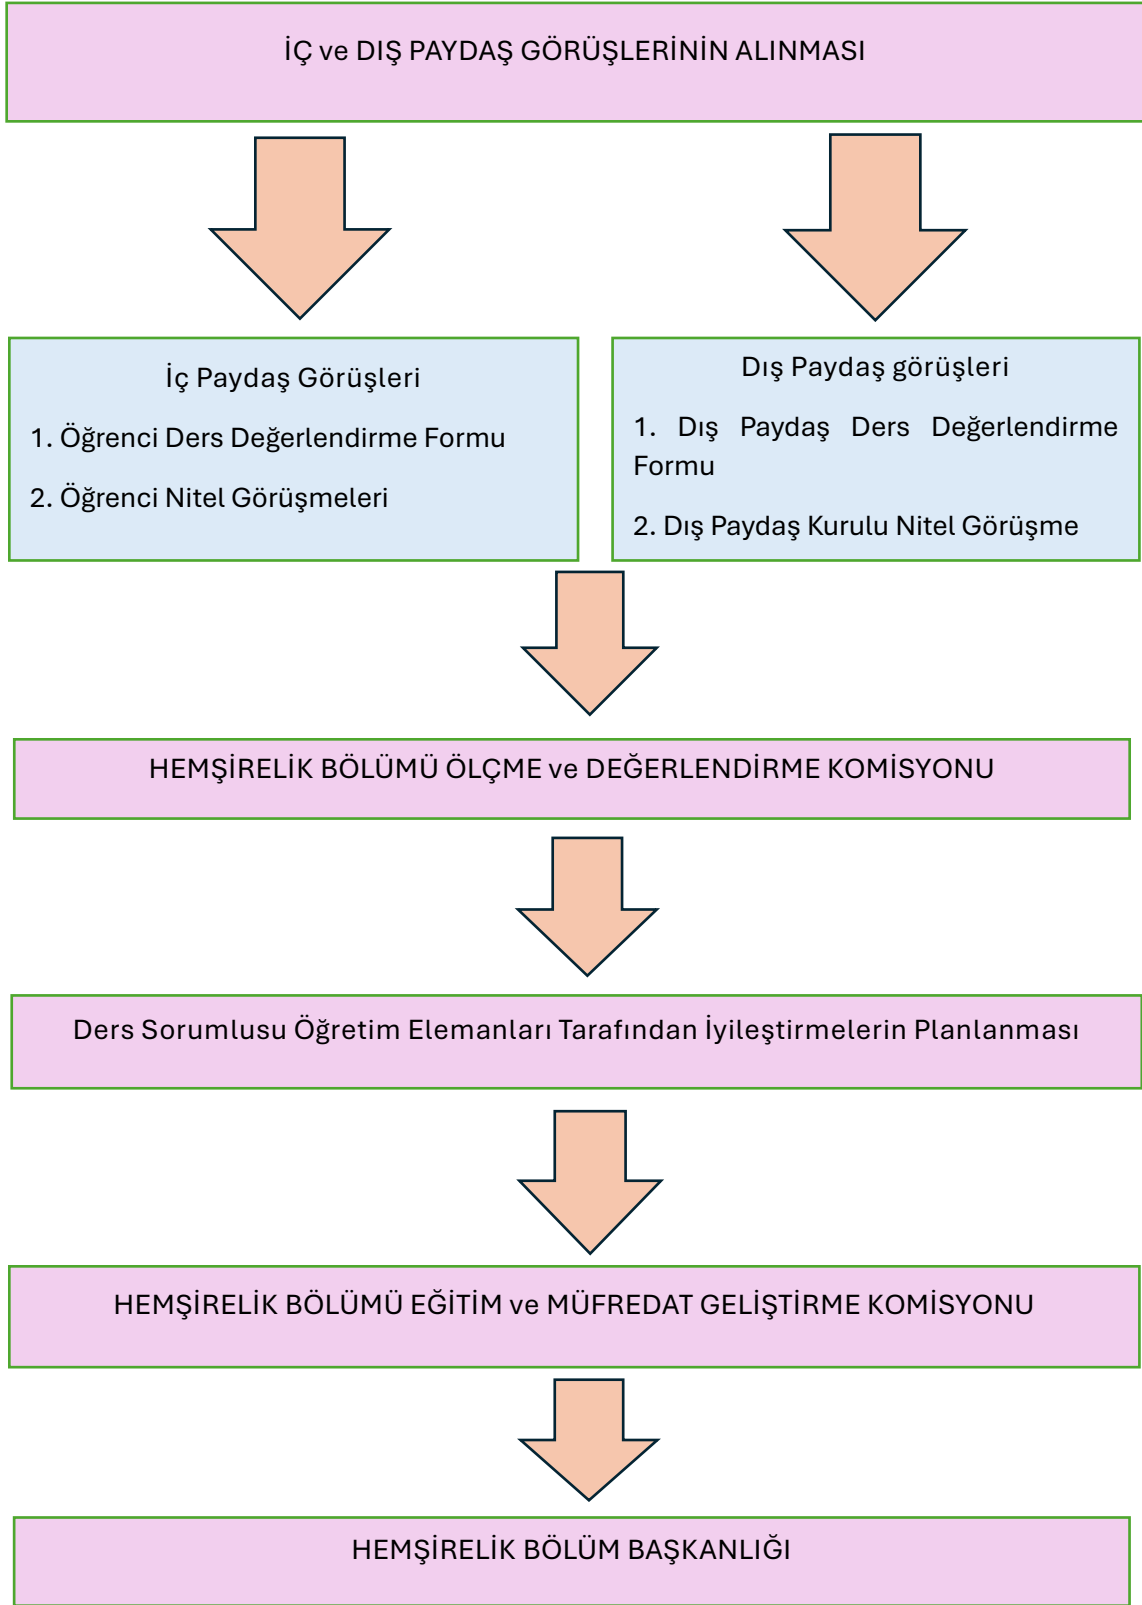 İÇ ve DIŞ PAYDAŞ GÖRÜŞLERİNİN ALINMASI
İç Paydaş Görüşleri
1. Öğrenci Ders Değerlendirme Formu
2. Öğrenci Nitel Görüşmeleri
Dış Paydaş görüşleri
1. Dış Paydaş Ders Değerlendirme
Formu
2. Dış Paydaş Kurulu Nitel Görüşme
HEMŞİRELİK BÖLÜMÜ ÖLÇME ve DEĞERLENDİRME KOMİSYONU
Ders Sorumlusu Öğretim Elemanları Tarafından İyileştirmelerin Planlanması
HEMŞİRELİK BÖLÜMÜ EĞİTİM ve MÜFREDAT GELİŞTİRME KOMİSYONU
HEMŞİRELİK BÖLÜM BAŞKANLIĞI